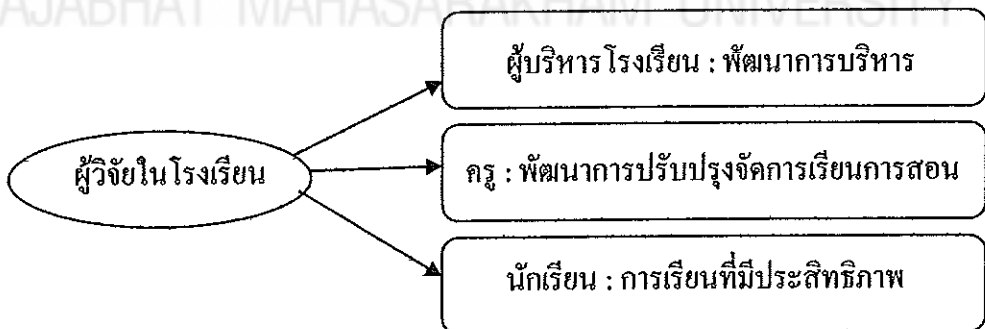 RAJABHAT MAHASARAKHAM UNIVERSITY
ผู้บริหารโรงเรียน : พัฒนาการบริหาร
ผู้วิจัยในโรงเรียน
ครู : พัฒนาการปรับปรุงจัดการเรียนการสอน
นักเรียน : การเรียนที่มีประสิทธิภาพ